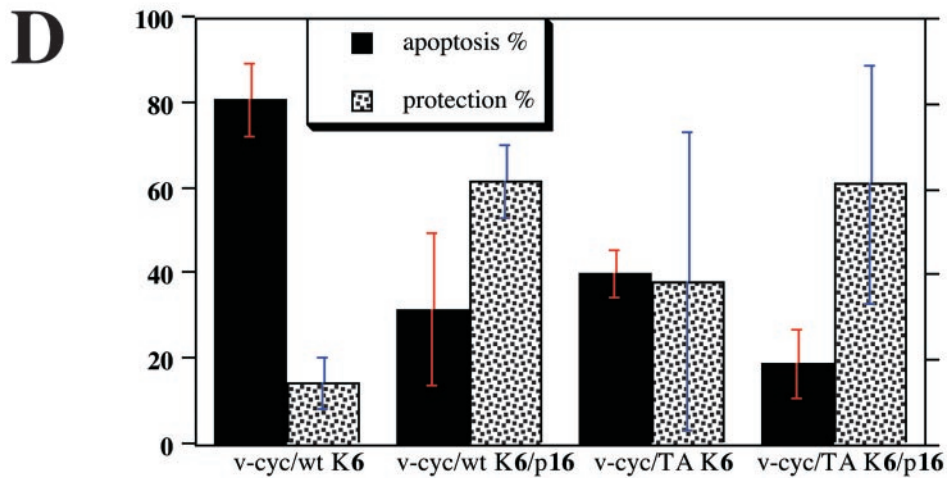 D
100
80
60
40
20
0
apoptosis %
protection %
v-cyc/wt K6 v-cyc/wt K6/p16 v-cyc/TA K6 v-cyc/TA K6/p16